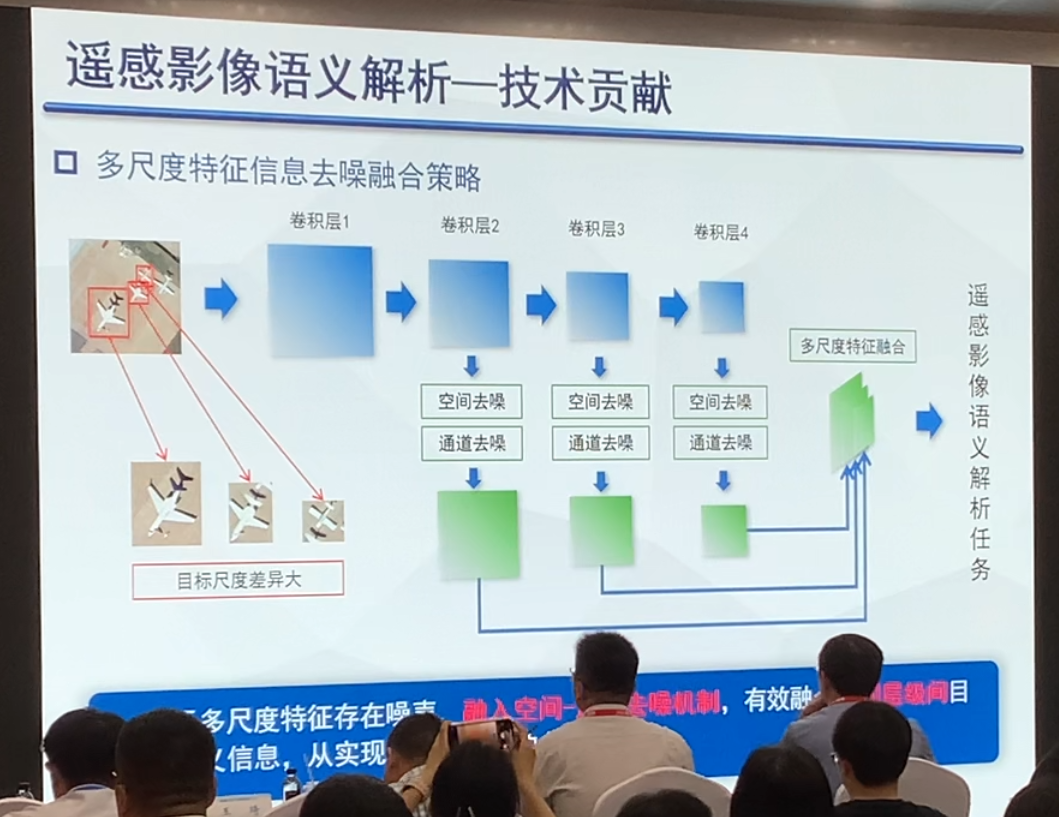 遥感影像语义解析—技术贡献
多尺度特征信息去噪融合策略
卷积层1
卷积层2
卷积层3
卷积层4
多尺度特征融合
空间去噪
空间去噪
空间去噪
通道去噪
通道去噪
通道去噪
目标尺度差异大
遥感影像语义解析任务
多尺度特征存在噪声，融入空间-去噪机制，有效融层级间目
义信息，从实现